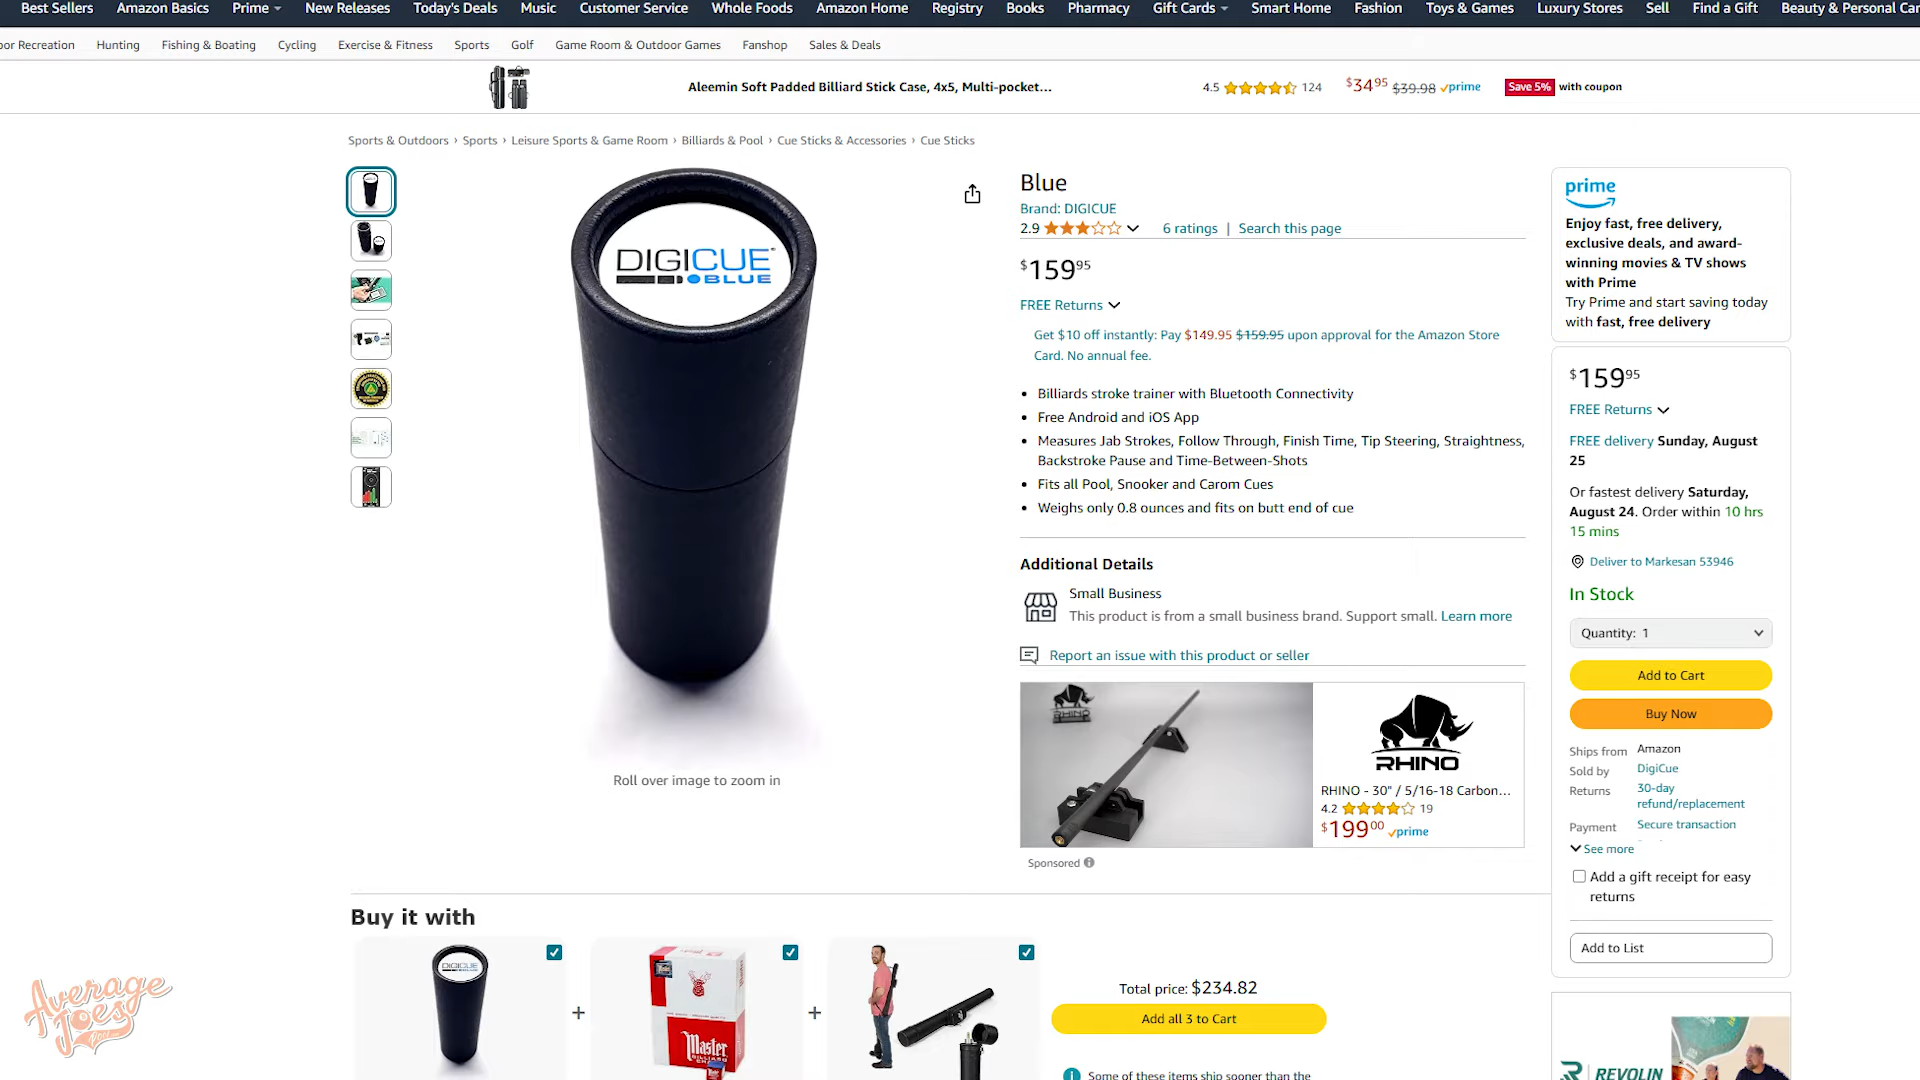 Best Sellers Amazon Basics Prime New Releases Today's Deals Music Customer Service Whole Foods Amazon Home Registry Books Pharmacy Gift Cards Smart Home Fashion Toys & Games Luxury Stores Sell Find a Gift Beauty & Personal Car
oor Recreation Hunting Fishing & Boating Cycling Exercise & Fitness Sports Golf Game Room & Outdoor Games Fanshop Sales & Deals
Aleemin Soft Padded Billiard Stick Case, 4x5, Multi-pocket... 4.5 124 $3495 $39.98 prime Save 5% with coupon
Sports & Outdoors › Sports › Leisure Sports & Game Room › Billiards & Pool › Cue Sticks & Accessories › Cue Sticks
DIGICUE
BLUE
Roll over image to zoom in
Blue
Brand: DIGICUE
2.9 6 ratings | Search this page
$15995
FREE Returns
Get $10 off instantly: Pay $149.95 $159.95 upon approval for the Amazon Store
Card. No annual fee.
• Billiards stroke trainer with Bluetooth Connectivity
• Free Android and iOS App
• Measures Jab Strokes, Follow Through, Finish Time, Tip Steering, Straightness,
Backstroke Pause and Time-Between-Shots
• Fits all Pool, Snooker and Carom Cues
• Weighs only 0.8 ounces and fits on butt end of cue
Additional Details
Small Business
This product is from a small business brand. Support small. Learn more
Report an issue with this product or seller
RHINO
RHINO
RHINO - 30" / 5/16-18 Carbon...
4.2 19
$19900 prime
Sponsored
prime
Enjoy fast, free delivery,
exclusive deals, and award-
winning movies & TV shows
with Prime
Try Prime and start saving today
with fast, free delivery
$15995
FREE Returns
FREE delivery Sunday, August
25
Or fastest delivery Saturday,
August 24. Order within 10 hrs
15 mins
Deliver to Markesan 53946
In Stock
Quantity: 1
Add to Cart
Buy Now
Ships from Amazon
Sold by DigiCue
Returns 30-day
refund/replacement
Payment Secure transaction
See more
Add a gift receipt for easy
returns
Add to List
Buy it with
DIGICUE
+
Master
BILLIARD
+
Total price: $234.82
Add all 3 to Cart
Some of these items ship sooner than the
REVOLIN
Average
Joes